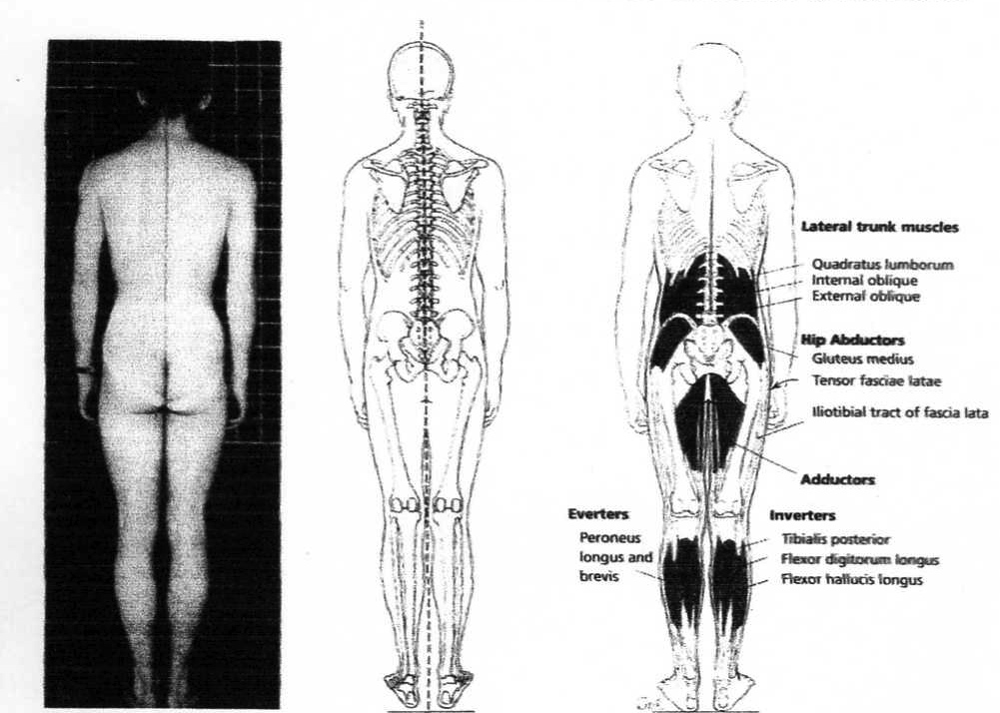 Lateral trunk muscles
Quadratus lumborum
Internal oblique
External oblique
Hip Abductors
Gluteus medius
Tensor fasciae latae
Iliotibial tract of fascia lata
Adductors
Everters
Peroneus
longus and
brevis
Inverters
Tibialis posterior
Flexor digitorum longus
Flexor hallucis longus